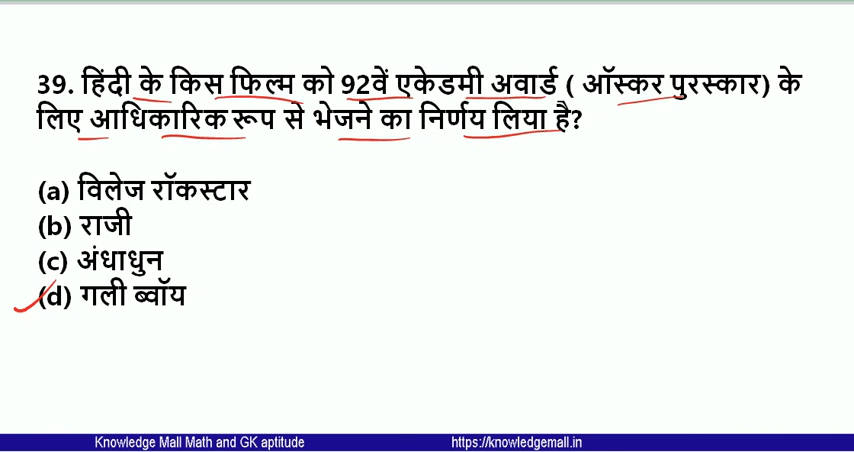 39. हिंदी के किस फिल्म को 92वें एकेडमी अवार्ड ( ऑस्कर पुरस्कार) के
लिए आधिकारिक रूप से भेजने का निर्णय लिया है?
(a) विलेज रॉकस्टार
(b) राजी
(c) अंधाधुन
(d) गली ब्वॉय
Knowledge Mall Math and GK aptitude https://knowledgemall.in